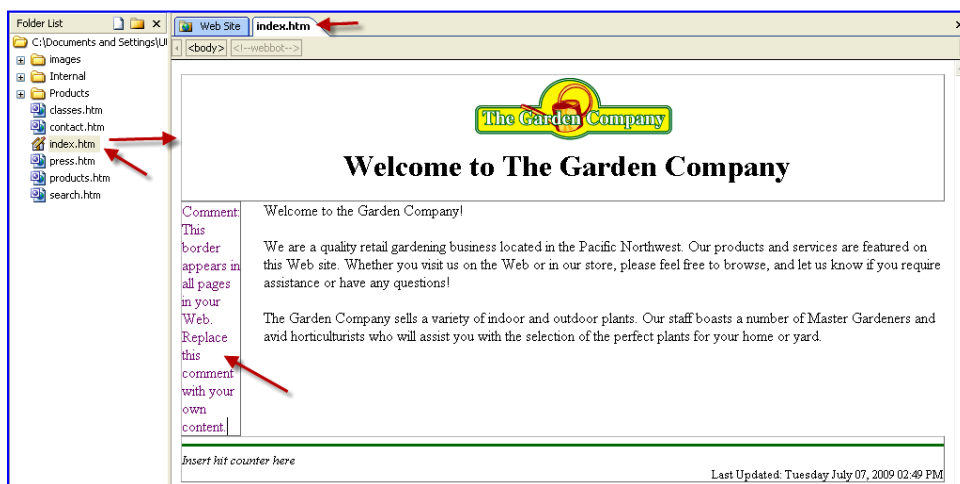 Folder List
C:\Documents and Settings\U
images
Internal
Products
classes.htm
contact.htm
index.htm
press.htm
products.htm
search.htm
Web Site
index.htm
<body>
<!--webbot-->
The Garden Company
Welcome to The Garden Company
Comment:
This
border
appears in
all pages
in your
Web.
Replace
this
comment
with your
own
content.
Welcome to the Garden Company!
We are a quality retail gardening business located in the Pacific Northwest. Our products and services are featured on
this Web site. Whether you visit us on the Web or in our store, please feel free to browse, and let us know if you require
assistance or have any questions!
The Garden Company sells a variety of indoor and outdoor plants. Our staff boasts a number of Master Gardeners and
avid horticulturists who will assist you with the selection of the perfect plants for your home or yard.
Insert hit counter here
Last Updated: Tuesday July 07, 2009 02:49 PM